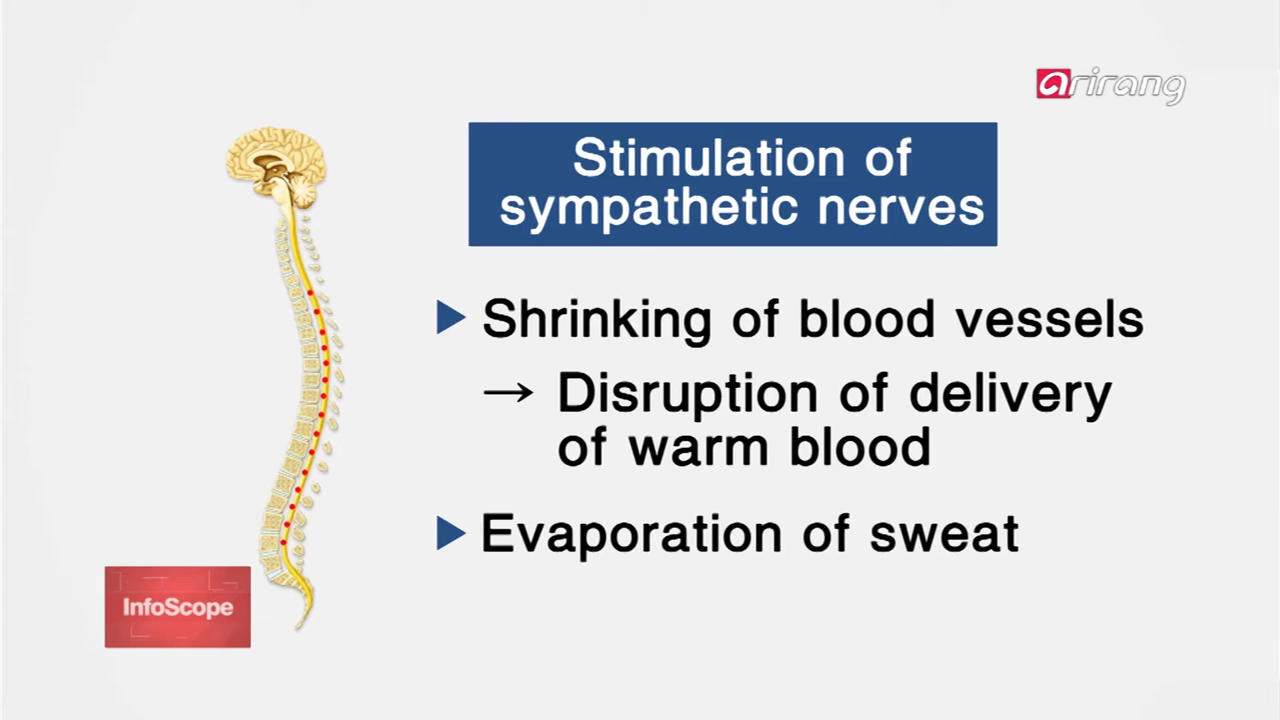 arirang
Stimulation of
sympathetic nerves
▶ Shrinking of blood vessels
→ Disruption of delivery
of warm blood
▶ Evaporation of sweat
InfoScope